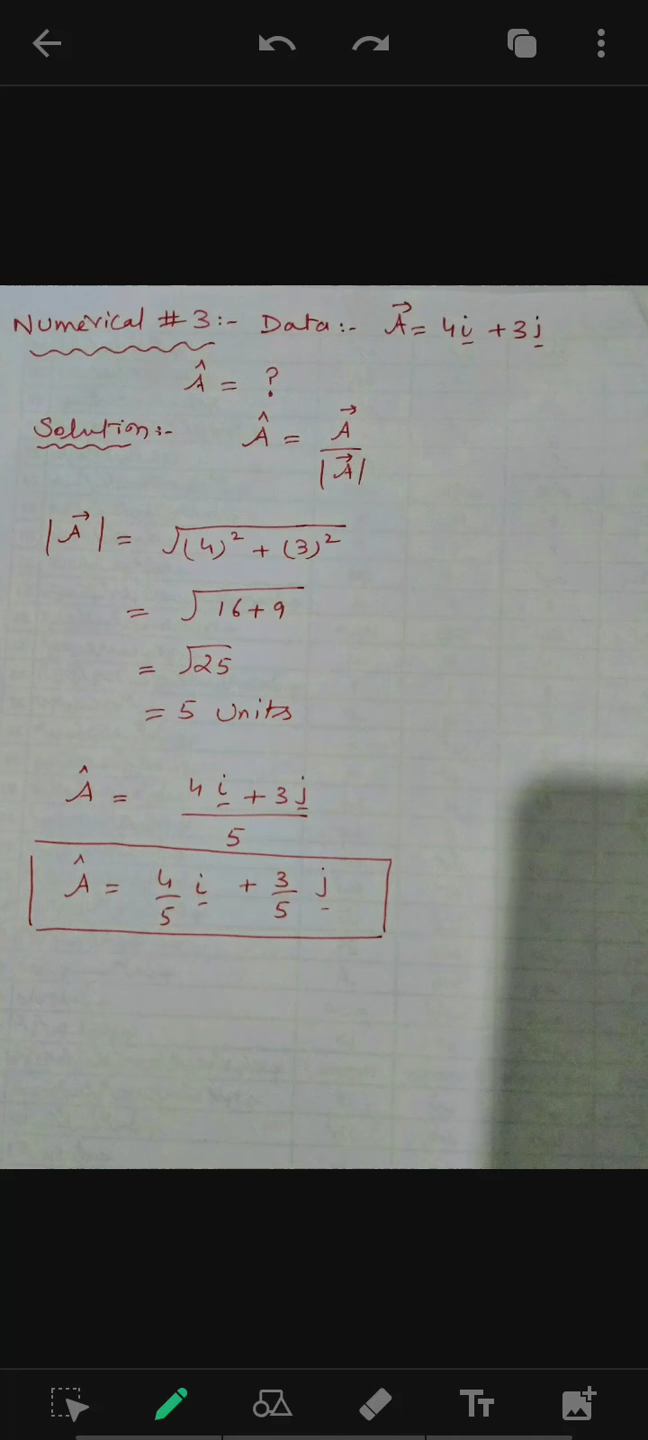 Numerical # 3:- Data:- A⃗ = 4i̲ + 3j̲
Â = ?
Solution:- Â = A⃗ / |A⃗|
|A⃗| = √(4)² + (3)²
= √16+9
= √25
= 5 Units
Â = 4i̲ + 3j̲ / 5
Â = 4/5 i̲ + 3/5 j̲
Tт